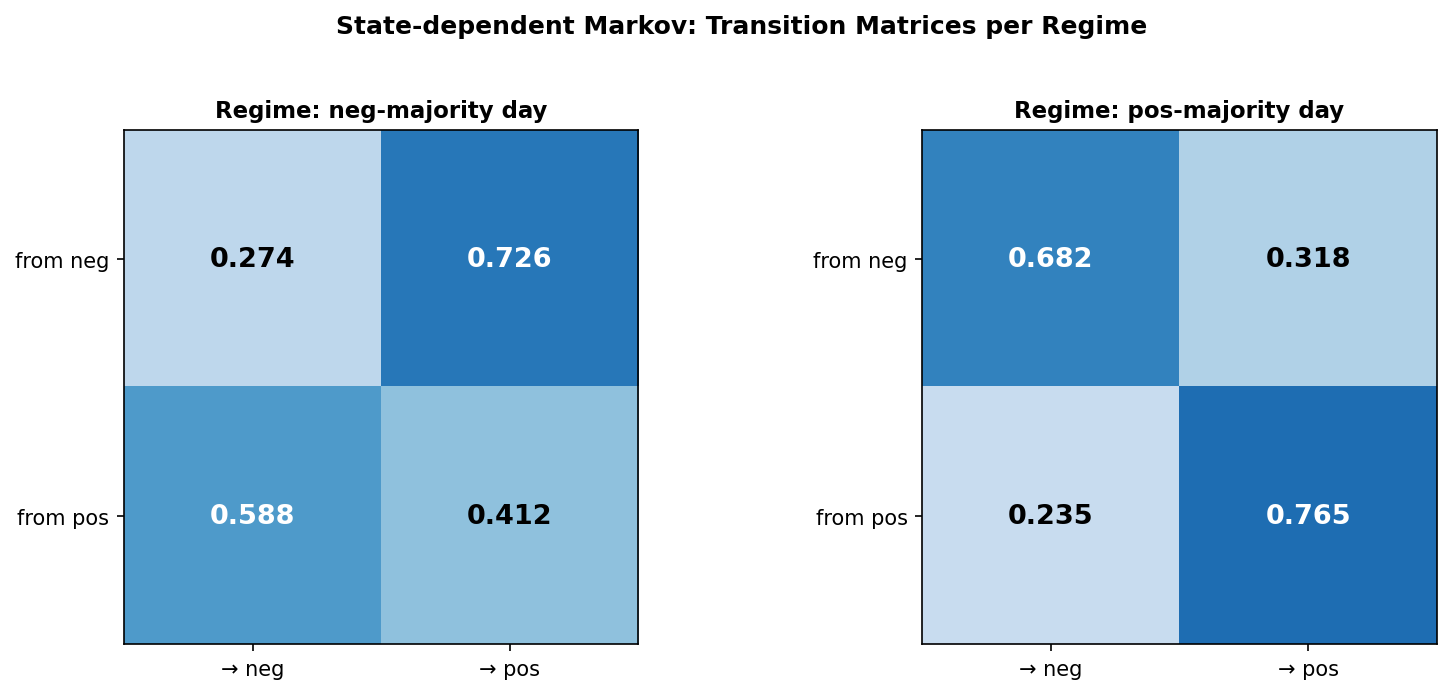 State-dependent Markov: Transition Matrices per Regime
Regime: neg-majority day
from neg
0.274 0.726
from pos
0.588 0.412
→ neg → pos
Regime: pos-majority day
from neg
0.682 0.318
from pos
0.235 0.765
→ neg → pos